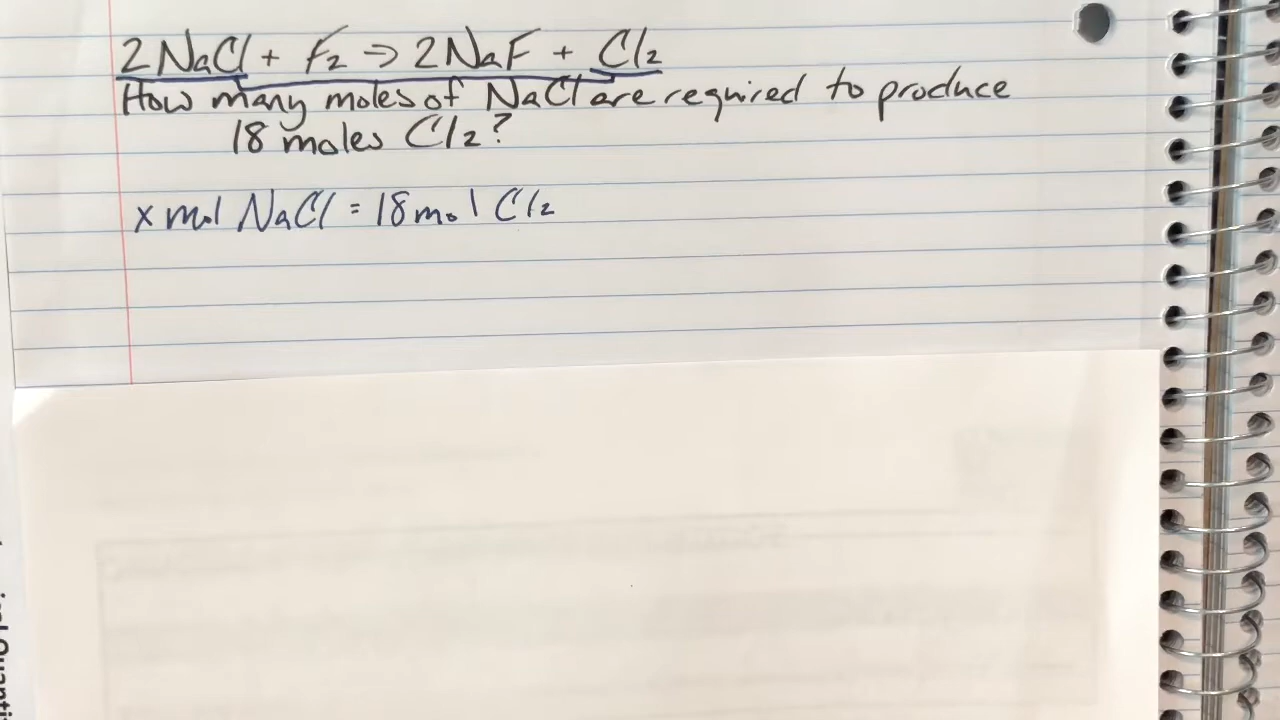 2NaCl + F₂ → 2NaF + Cl₂
How many moles of NaCl are required to produce
18 moles Cl₂?
x mol NaCl = 18 mol Cl₂